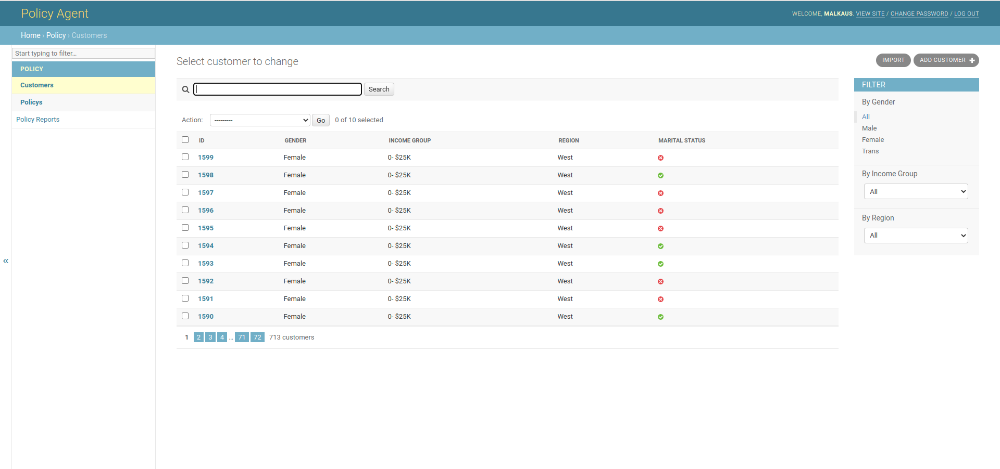 Policy Agent
WELCOME, MALKAUS. VIEW SITE / CHANGE PASSWORD / LOG OUT
Home › Policy › Customers
Start typing to filter...
POLICY
Customers
Policys
Policy Reports
«
Select customer to change
IMPORT
ADD CUSTOMER +
Search
Action: --------- Go 0 of 10 selected
ID GENDER INCOME GROUP REGION MARITAL STATUS
1599 Female 0- $25K West
1598 Female 0- $25K West
1597 Female 0- $25K West
1596 Female 0- $25K West
1595 Female 0- $25K West
1594 Female 0- $25K West
1593 Female 0- $25K West
1592 Female 0- $25K West
1591 Female 0- $25K West
1590 Female 0- $25K West
1 2 3 4 ... 71 72 713 customers
FILTER
By Gender
All
Male
Female
Trans
By Income Group
All
By Region
All